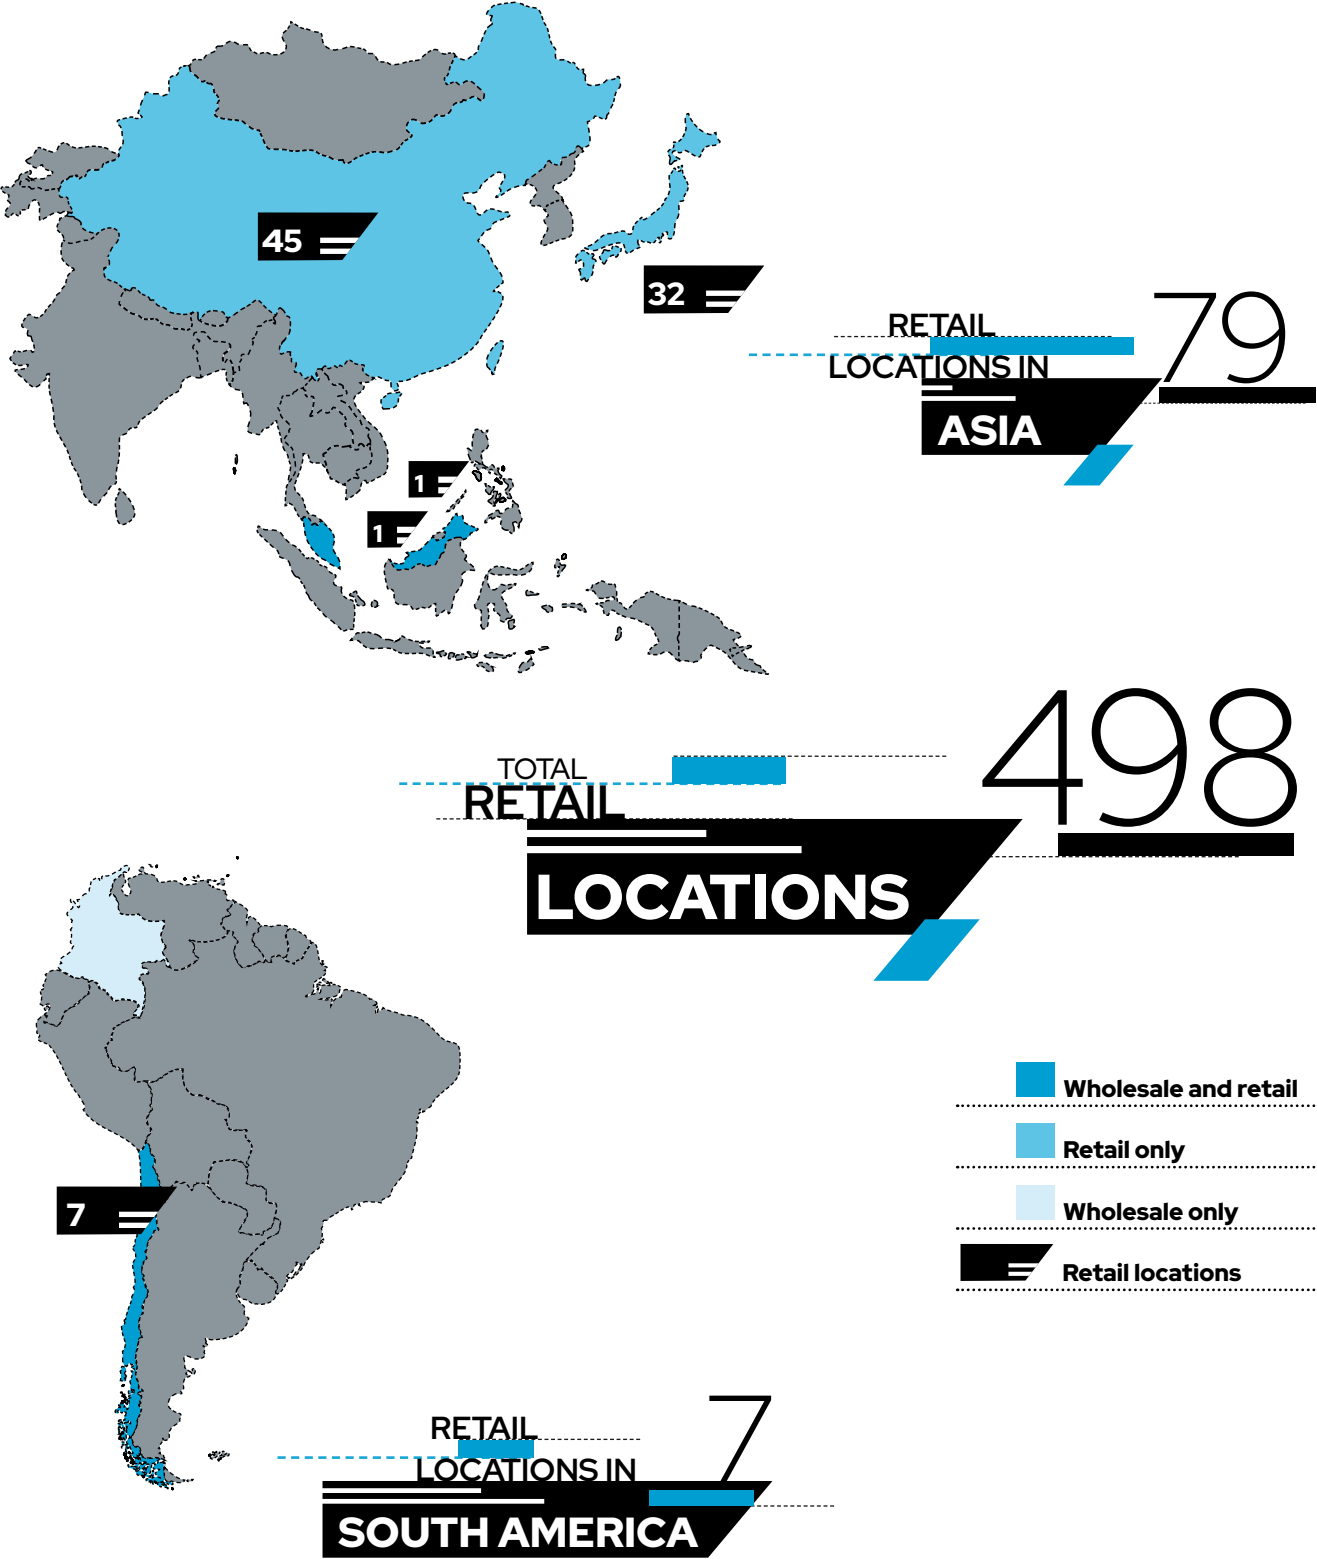 45
32
RETAIL
LOCATIONS IN
ASIA
79
1
1
TOTAL
RETAIL
LOCATIONS
498
Wholesale and retail
Retail only
Wholesale only
Retail locations
7
RETAIL
LOCATIONS IN
SOUTH AMERICA
7